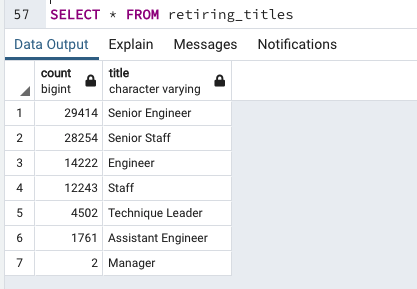 57 SELECT * FROM retiring_titles
Data Output Explain Messages Notifications
count title
bigint character varying
1 29414 Senior Engineer
2 28254 Senior Staff
3 14222 Engineer
4 12243 Staff
5 4502 Technique Leader
6 1761 Assistant Engineer
7 2 Manager